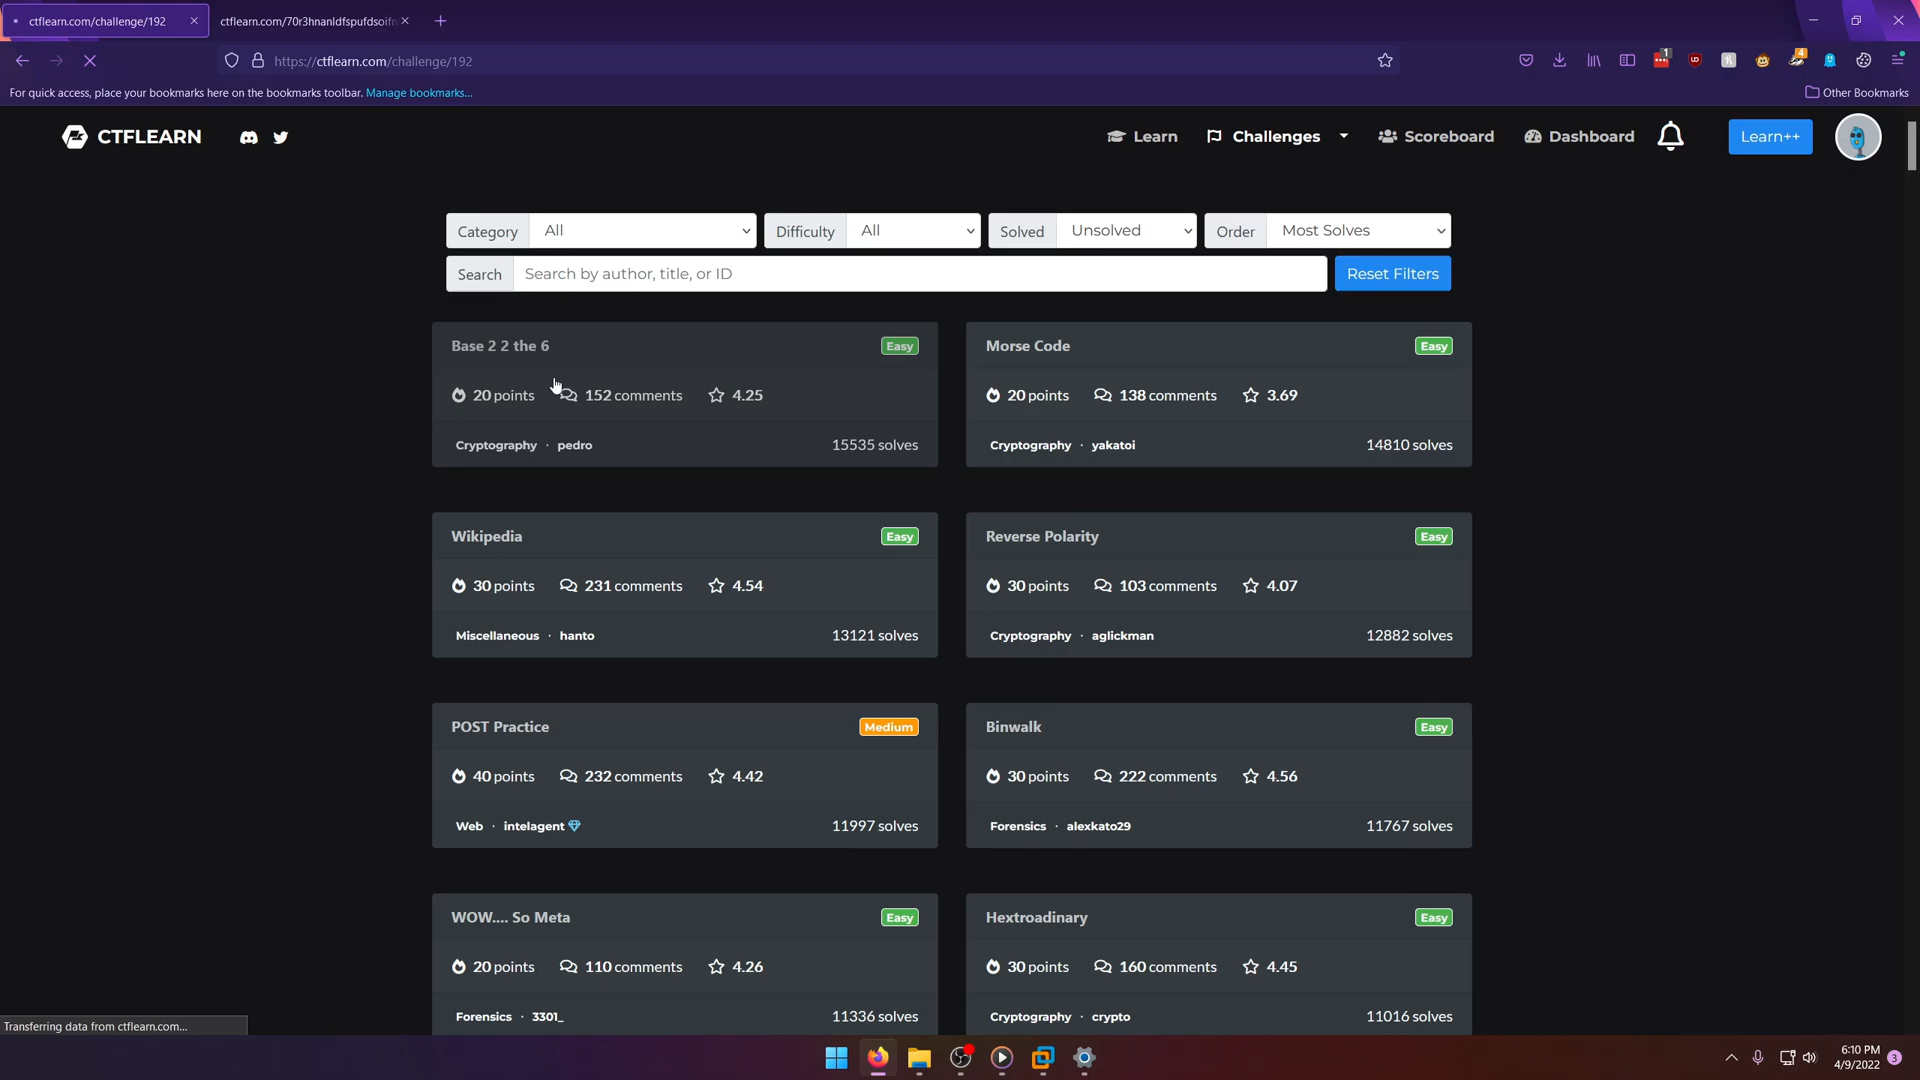 ctflearn.com/challenge/192
ctflearn.com/70r3hnanldfspufdsoifn
https://ctflearn.com/challenge/192
1
4
For quick access, place your bookmarks here on the bookmarks toolbar. Manage bookmarks...
Other Bookmarks
CTFLEARN
Learn
Challenges
Scoreboard
Dashboard
Learn++
Category All
Difficulty All
Solved Unsolved
Order Most Solves
Search Search by author, title, or ID
Reset Filters
Base 2 2 the 6 Easy
20 points 152 comments 4.25
Cryptography · pedro 15535 solves
Morse Code Easy
20 points 138 comments 3.69
Cryptography · yakatoi 14810 solves
Wikipedia Easy
30 points 231 comments 4.54
Miscellaneous · hanto 13121 solves
Reverse Polarity Easy
30 points 103 comments 4.07
Cryptography · aglickman 12882 solves
POST Practice Medium
40 points 232 comments 4.42
Web · intelagent 11997 solves
Binwalk Easy
30 points 222 comments 4.56
Forensics · alexkato29 11767 solves
WOW.... So Meta Easy
20 points 110 comments 4.26
Forensics · 3301_ 11336 solves
Hextroadinary Easy
30 points 160 comments 4.45
Cryptography · crypto 11016 solves
Transferring data from ctflearn.com...
6:10 PM
4/9/2022
3